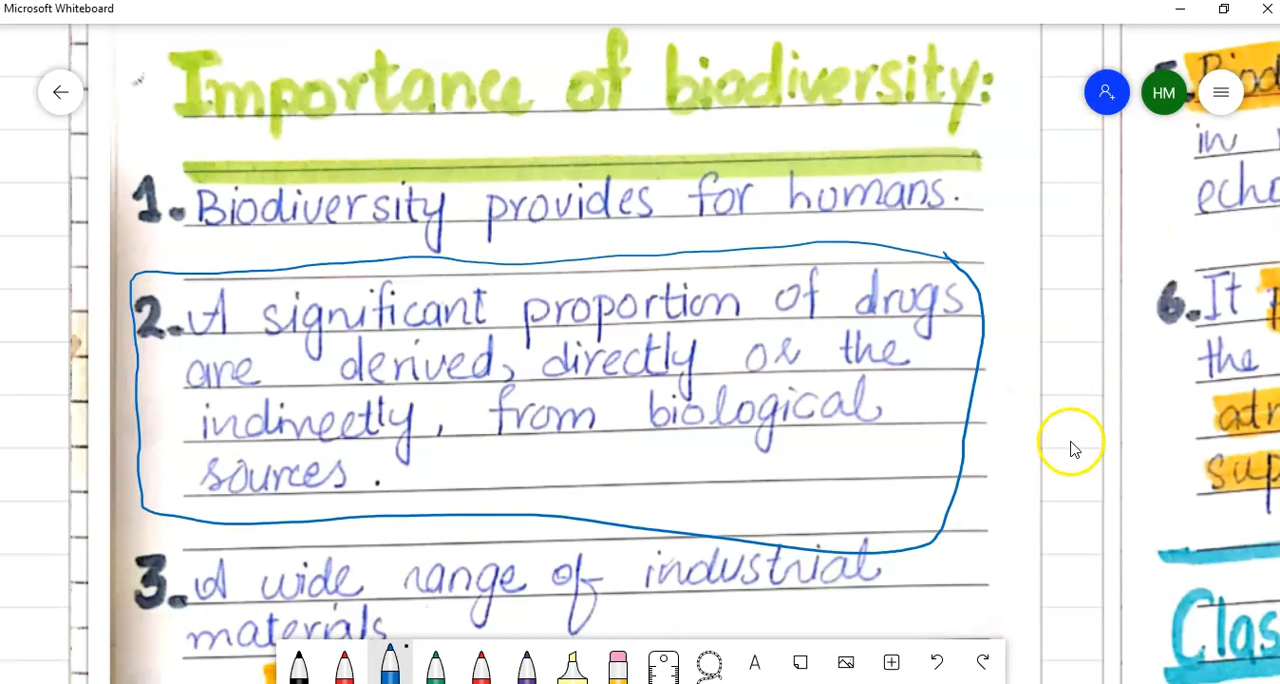 Microsoft Whiteboard
HM
Importance of biodiversity:
1. Biodiversity provides for humans.
2. A significant proportion of drugs
are derived, directly or the
indirectly, from biological
sources.
3. A wide range of industrial
materials
in
6. It
the